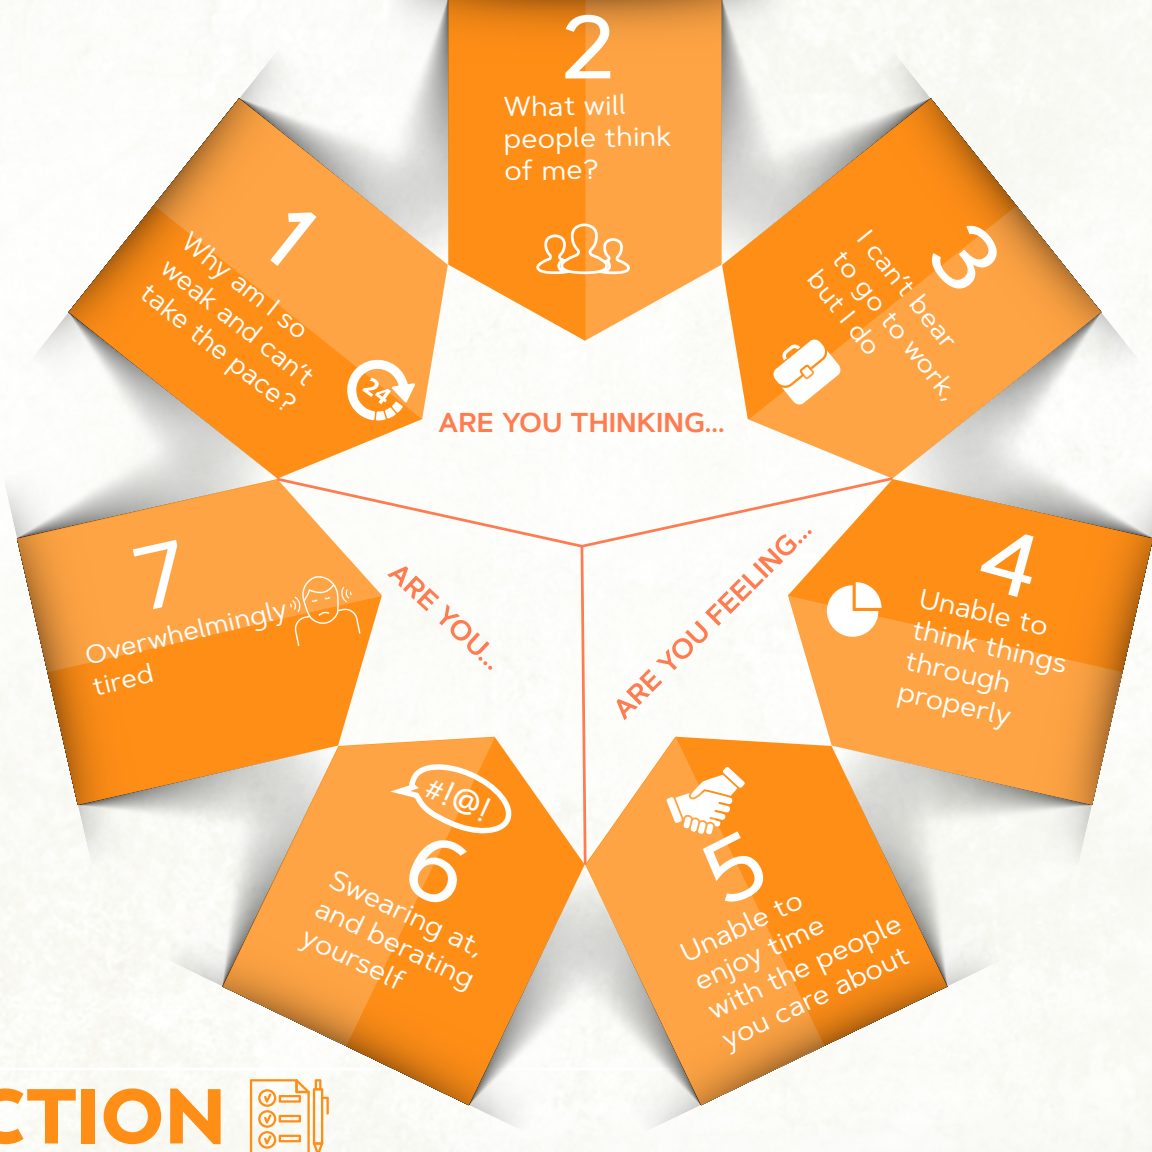 1
Why am I so
weak and can't
take the pace?
24
2
What will
people think
of me?
3
I can't bear
to go to work,
but I do
ARE YOU THINKING...
4
Unable to
think things
through
properly
ARE YOU FEELING...
5
Unable to
enjoy time
with the people
you care about
ARE YOU...
6
#!@!
Swearing at,
and berating
yourself
7
Overwhelmingly
tired
CTION